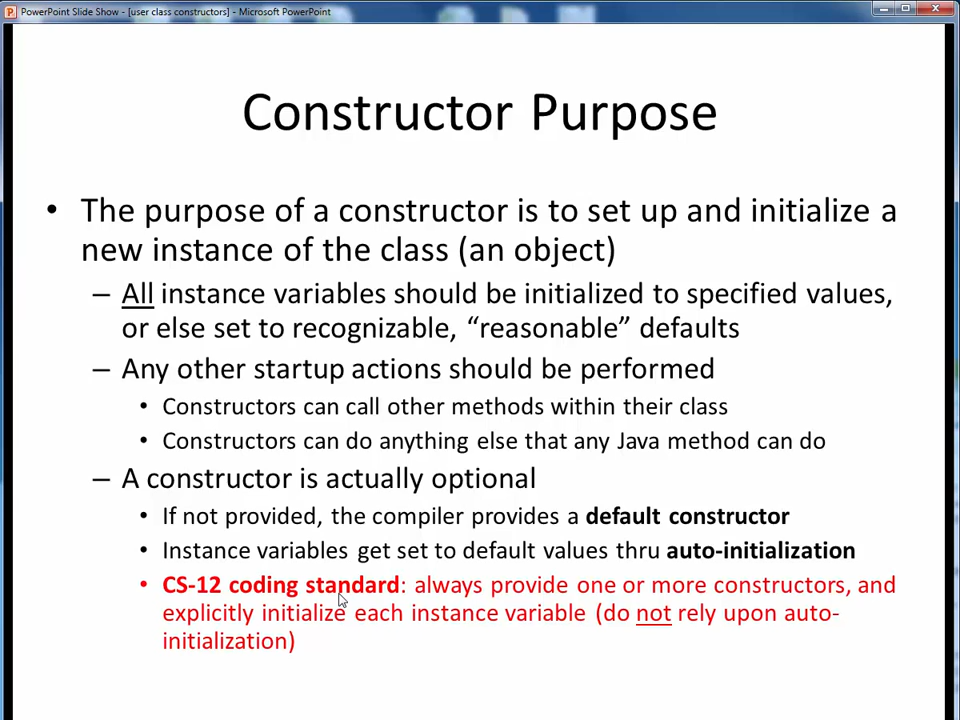 PowerPoint Slide Show - [user class constructors] - Microsoft PowerPoint
Constructor Purpose
• The purpose of a constructor is to set up and initialize a
new instance of the class (an object)
– All instance variables should be initialized to specified values,
or else set to recognizable, “reasonable” defaults
– Any other startup actions should be performed
• Constructors can call other methods within their class
• Constructors can do anything else that any Java method can do
– A constructor is actually optional
• If not provided, the compiler provides a default constructor
• Instance variables get set to default values thru auto-initialization
• CS-12 coding standard: always provide one or more constructors, and
explicitly initialize each instance variable (do not rely upon auto-
initialization)